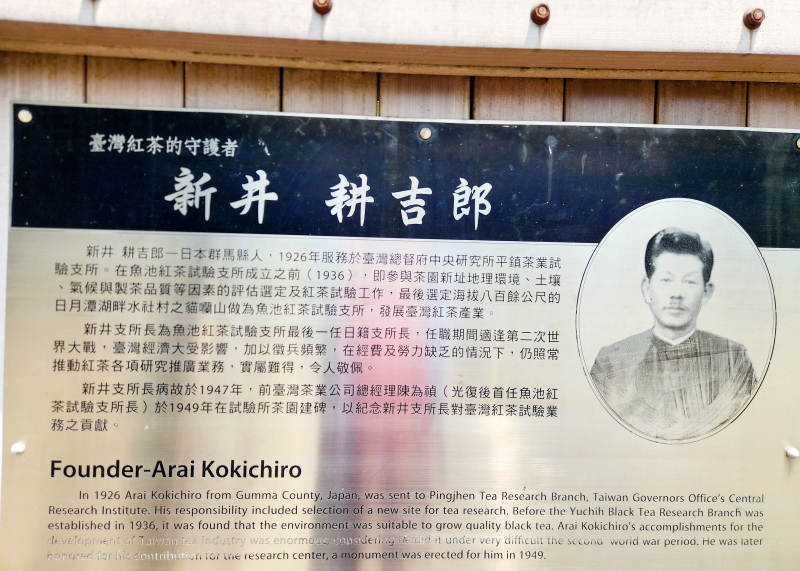 臺灣紅茶的守護者
新井 耕吉郎
新井 耕吉郎—日本群馬縣人，1926年服務於臺灣總督府中央研究所平鎮茶業試
驗支所。在魚池紅茶試驗支所成立之前（1936），即參與茶園新址地理環境、土壤
、氣候與製茶品質等因素的評估選定及紅茶試驗工作，最後選定海拔八百餘公尺的
日月潭湖畔水社村之貓囒山做為魚池紅茶試驗支所，發展臺灣紅茶產業。
新井支所長為魚池紅茶試驗支所最後一任日籍支所長，任職期間適逢第二次世
界大戰，臺灣經濟大受影響，加以徵兵頻繁，在經費及勞力缺乏的情況下，仍照常
推動紅茶各項研究推廣業務，實屬難得，令人敬佩。
新井支所長病故於1947年，前臺灣茶業公司總經理陳為禎（光復後首任魚池紅
茶試驗支所長）於1949年在試驗所茶園建碑，以紀念新井支所長對臺灣紅茶試驗業
務之貢獻。
Founder-Arai Kokichiro
In 1926 Arai Kokichiro from Gumma County, Japan, was sent to Pingjhen Tea Research Branch, Taiwan Governors Office's Central
Research Institute. His responsibility included selection of a new site for tea research. Before the Yuchih Black Tea Research Branch was
established in 1936, it was found that the environment was suitable to grow quality black tea. Arai Kokichiro's accomplishments for the
development of Taiwan tea industry was enormous, considering he did it under very difficult the second world war period. He was later
honored for his contribution the research center, a monument was erected for him in 1949.